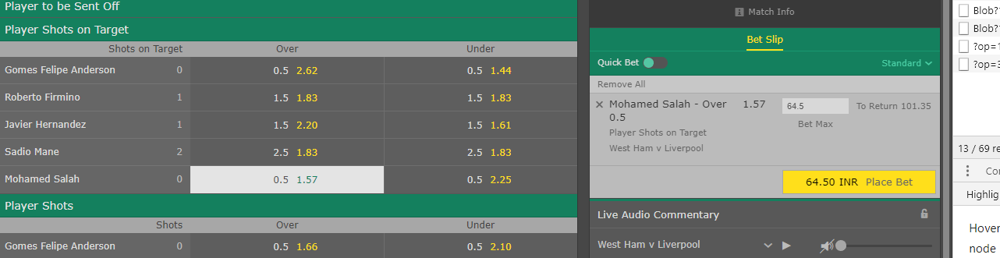 Player to be Sent Off
Player Shots on Target
Shots on Target Over Under
Gomes Felipe Anderson 0 0.5 2.62 0.5 1.44
Roberto Firmino 1 1.5 1.83 1.5 1.83
Javier Hernandez 1 1.5 2.20 1.5 1.61
Sadio Mane 2 2.5 1.83 2.5 1.83
Mohamed Salah 0 0.5 1.57 0.5 2.25
Player Shots
Shots Over Under
Gomes Felipe Anderson 0 0.5 1.66 0.5 2.10
Match Info
Bet Slip
Quick Bet Standard
Remove All
Mohamed Salah - Over 1.57 64.5 To Return 101.35
0.5
Bet Max
Player Shots on Target
West Ham v Liverpool
64.50 INR Place Bet
Live Audio Commentary
West Ham v Liverpool
Blob?
Blob?
?op=1
?op=3
13 / 69 re
Co
Highlig
Hover
node